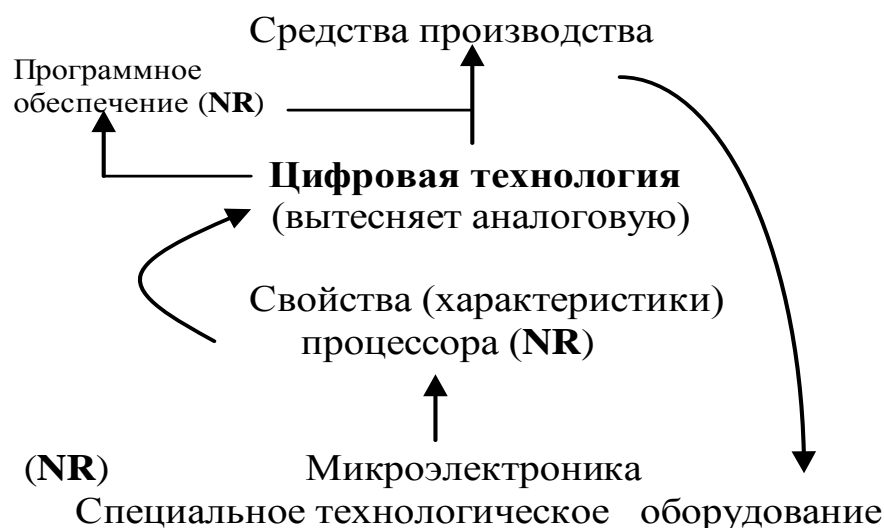 Средства производства
Программное
обеспечение (NR)
Цифровая технология
(вытесняет аналоговую)
Свойства (характеристики)
процессора (NR)
(NR) Микроэлектроника
Специальное технологическое оборудование